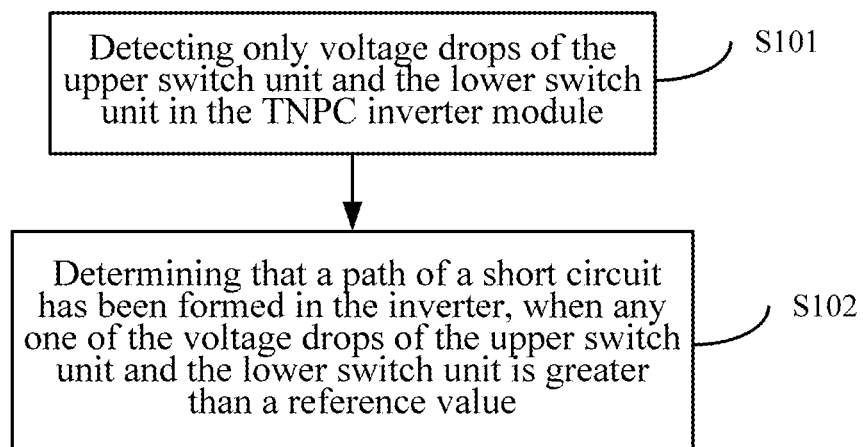 Detecting only voltage drops of the
upper switch unit and the lower switch
unit in the TNPC inverter module
S101
Determining that a path of a short circuit
has been formed in the inverter, when any
one of the voltage drops of the upper switch
unit and the lower switch unit is greater
than a reference value
S102